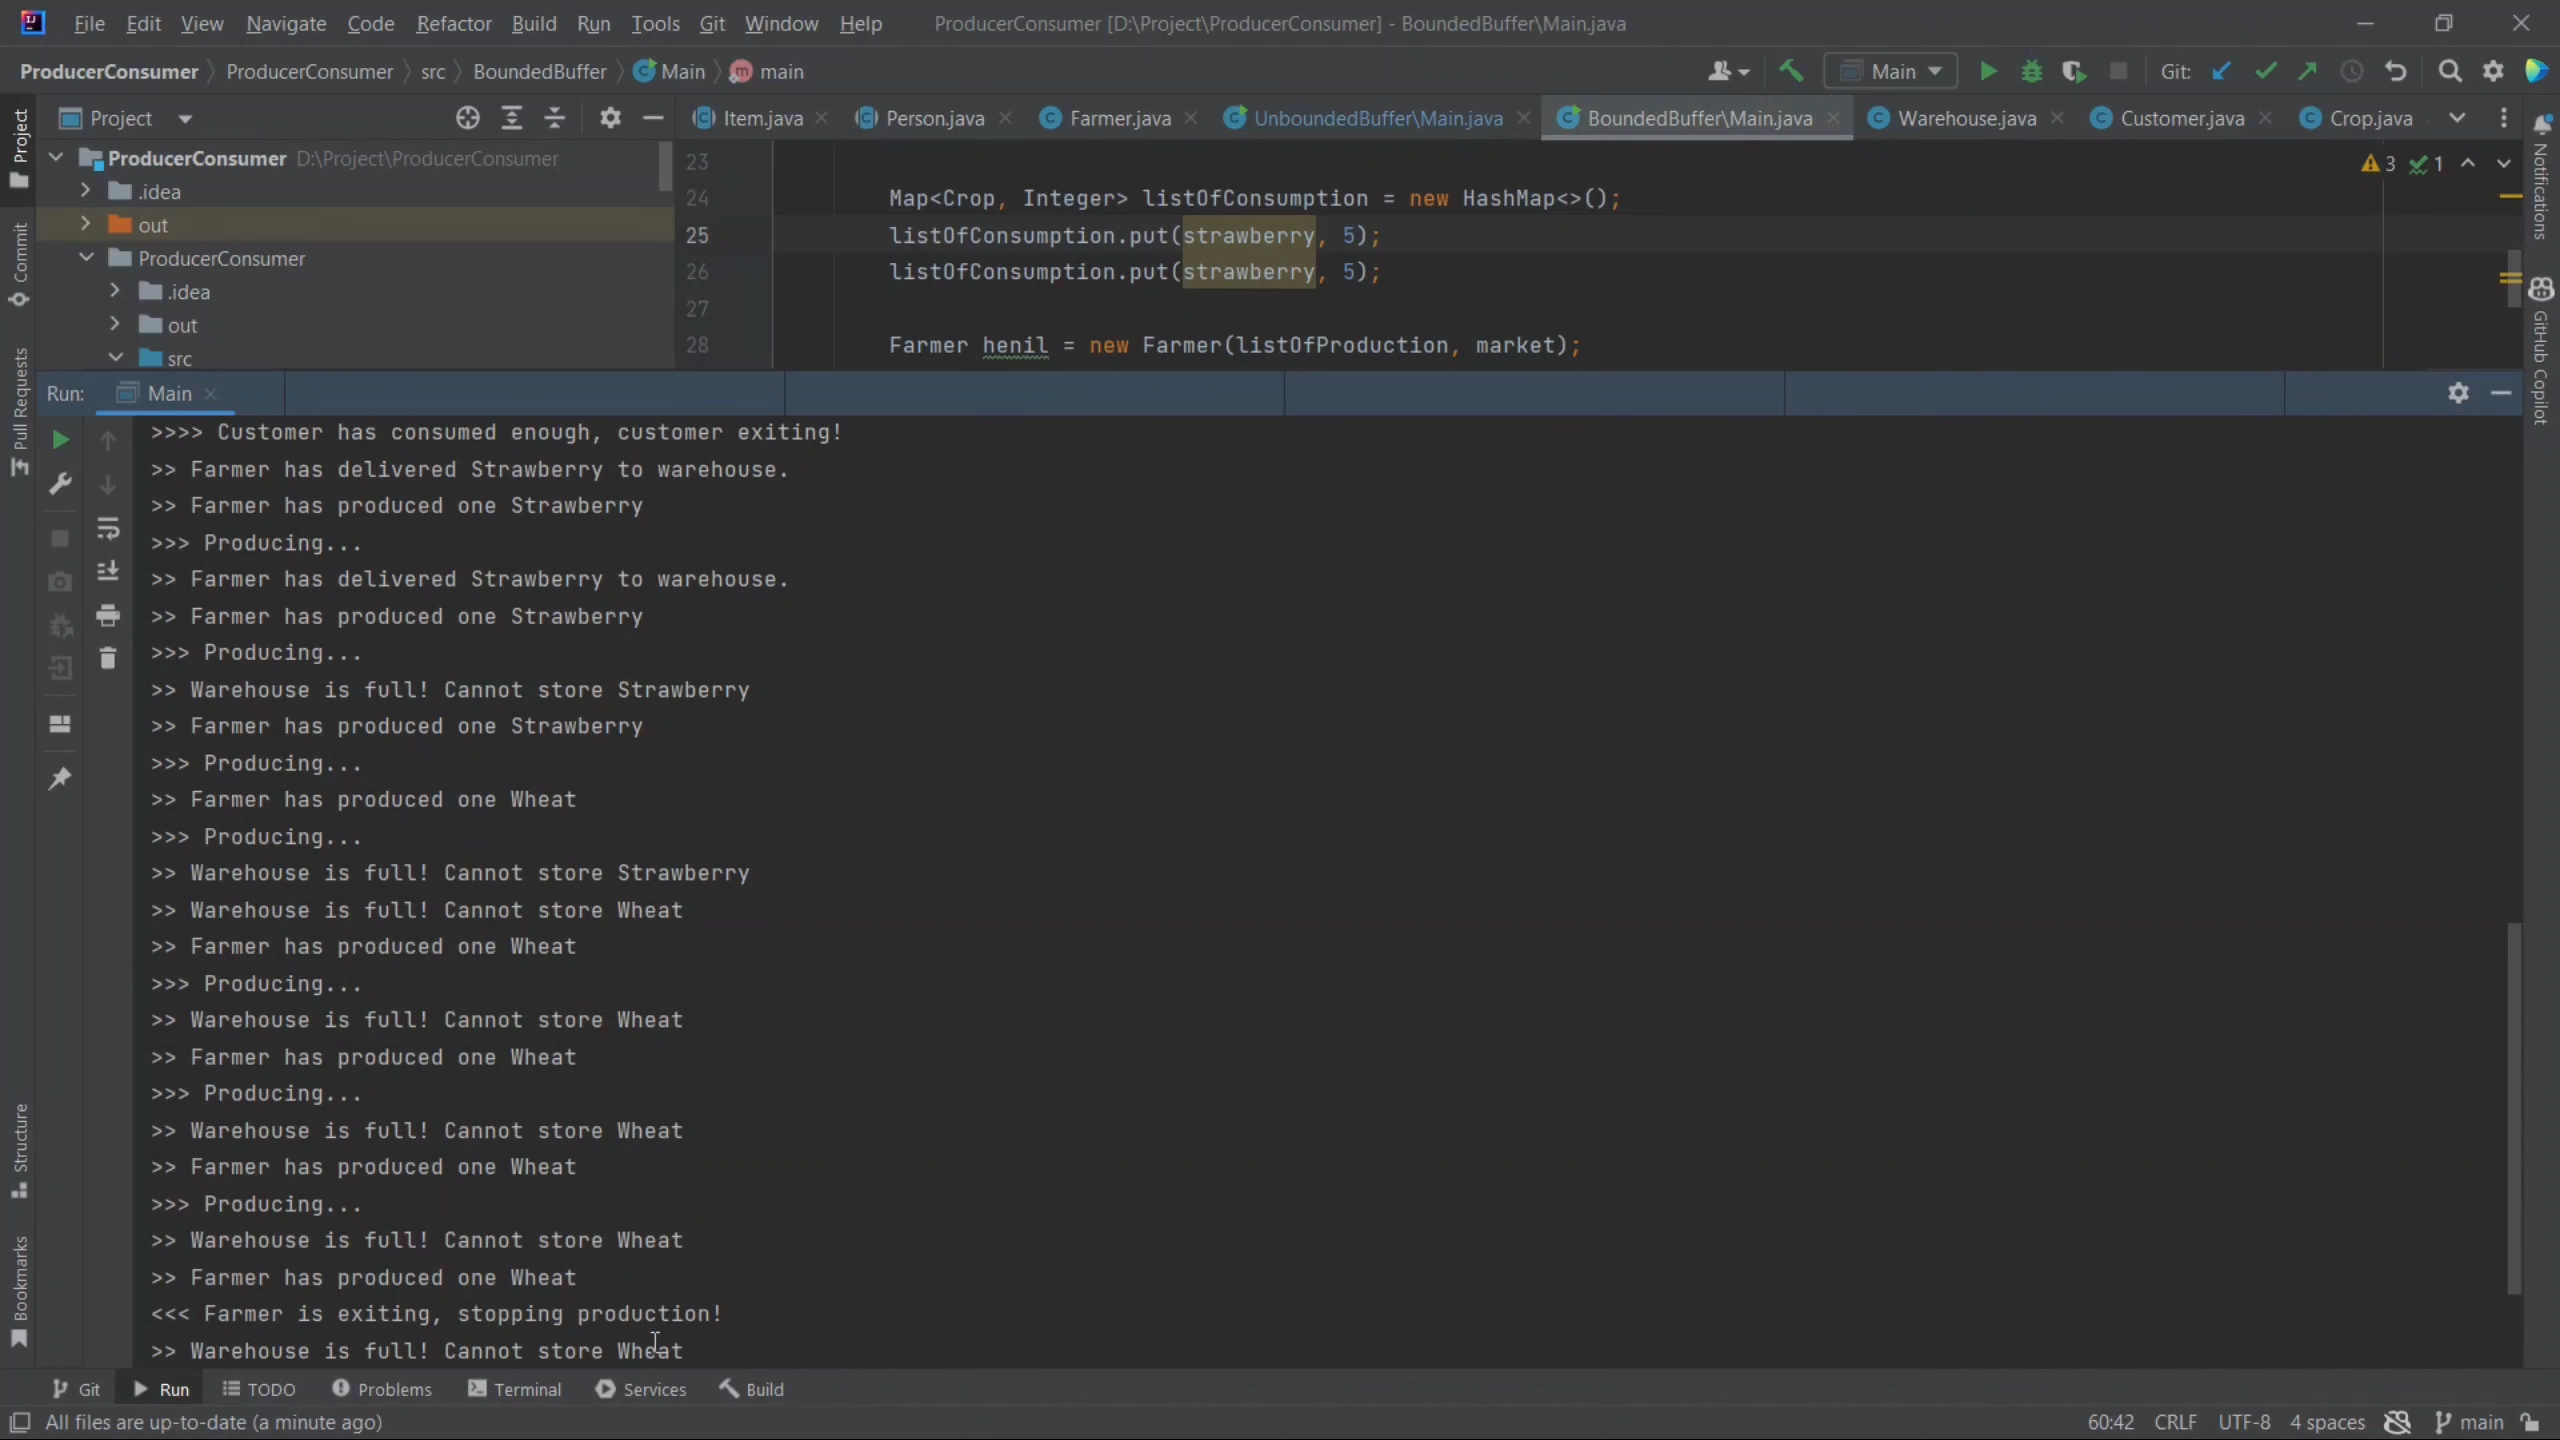 File Edit View Navigate Code Refactor Build Run Tools Git Window Help ProducerConsumer [D:\Project\ProducerConsumer] - BoundedBuffer\Main.java
ProducerConsumer ProducerConsumer src BoundedBuffer Main main Main Git:
Project Item.java Person.java Farmer.java UnboundedBuffer\Main.java BoundedBuffer\Main.java Warehouse.java Customer.java Crop.java
ProducerConsumer D:\Project\ProducerConsumer
.idea
out
ProducerConsumer
.idea
out
src
23
24 Map<Crop, Integer> listOfConsumption = new HashMap<>();
25 listOfConsumption.put(strawberry, 5);
26 listOfConsumption.put(strawberry, 5);
27
28 Farmer henil = new Farmer(listOfProduction, market);
3 1
Run: Main
>>>> Customer has consumed enough, customer exiting!
>> Farmer has delivered Strawberry to warehouse.
>> Farmer has produced one Strawberry
>>> Producing...
>> Farmer has delivered Strawberry to warehouse.
>> Farmer has produced one Strawberry
>>> Producing...
>> Warehouse is full! Cannot store Strawberry
>> Farmer has produced one Strawberry
>>> Producing...
>> Farmer has produced one Wheat
>>> Producing...
>> Warehouse is full! Cannot store Strawberry
>> Warehouse is full! Cannot store Wheat
>> Farmer has produced one Wheat
>>> Producing...
>> Warehouse is full! Cannot store Wheat
>> Farmer has produced one Wheat
>>> Producing...
>> Warehouse is full! Cannot store Wheat
>> Farmer has produced one Wheat
>>> Producing...
>> Warehouse is full! Cannot store Wheat
>> Farmer has produced one Wheat
<<< Farmer is exiting, stopping production!
>> Warehouse is full! Cannot store Wheat
Project
Commit
Pull Requests
Structure
Bookmarks
Notifications
GitHub Copilot
Git Run TODO Problems Terminal Services Build
All files are up-to-date (a minute ago) 60:42 CRLF UTF-8 4 spaces main